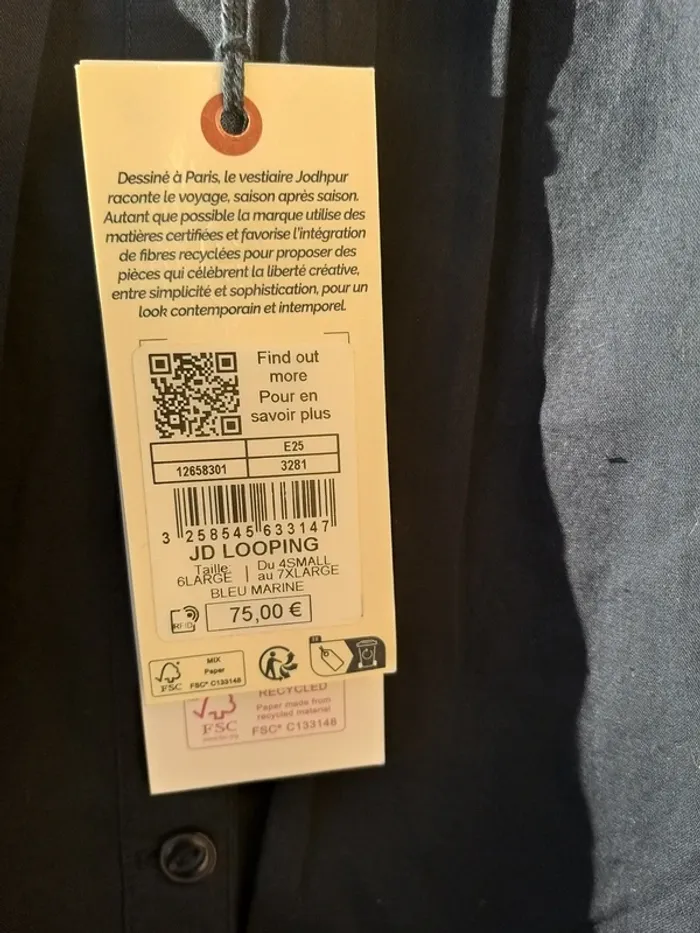 Dessiné à Paris, le vestiaire Jodhpur
raconte le voyage, saison après saison.
Autant que possible la marque utilise des
matières certifiées et favorise l'intégration
de fibres recyclées pour proposer des
pièces qui célèbrent la liberté créative,
entre simplicité et sophistication, pour un
look contemporain et intemporel.
Find out
more
Pour en
savoir plus
E25
12658301 3281
3 258545 633147
JD LOOPING
Taille: Du 4SMALL
6LARGE au 7XLARGE
BLEU MARINE
RFID 75,00 €
FSC MIX
Paper
FSC® C133148
FR
FSC RECYCLED
Paper made from
recycled material
FSC® C133148